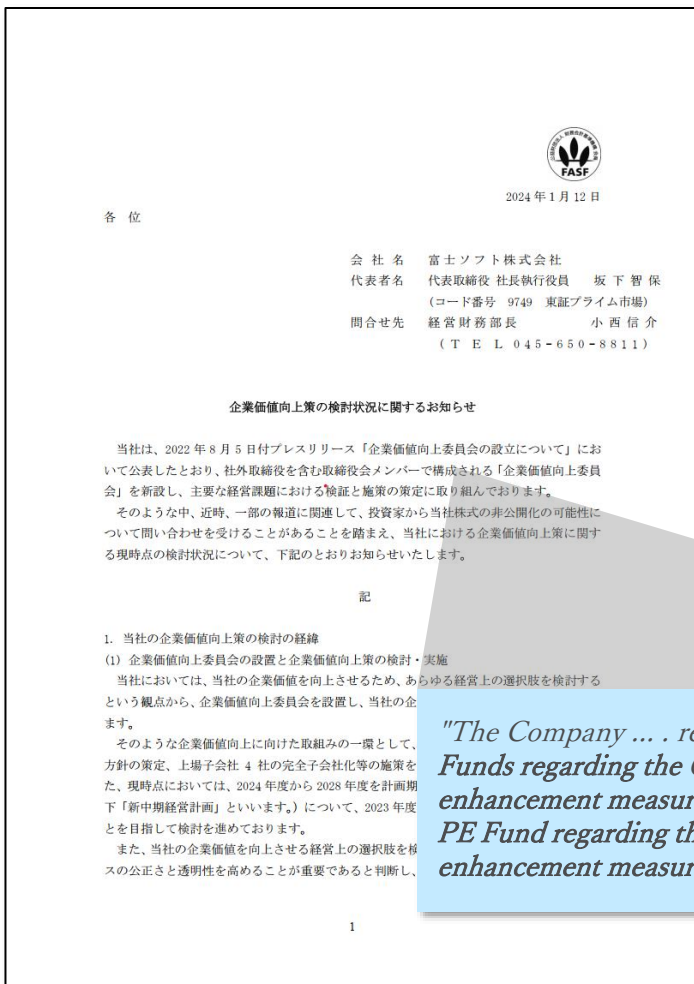 FASF
2024 年 1 月 12 日
各 位
会 社 名 富士ソフト株式会社
代表者名 代表取締役 社長執行役員 坂 下 智 保
(コード番号 9749 東証プライム市場)
問合せ先 経営財務部長 小 西 信 介
( T E L 0 4 5 - 6 5 0 - 8 8 1 1 )
企業価値向上策の検討状況に関するお知らせ
当社は、2022 年 8 月 5 日付プレスリリース「企業価値向上委員会の設立について」にお
いて公表したとおり、社外取締役を含む取締役会メンバーで構成される「企業価値向上委員
会」を新設し、主要な経営課題における検証と施策の策定に取り組んでおります。
そのような中、近時、一部の報道に関連して、投資家から当社株式の非公開化の可能性に
ついて問い合わせを受けることがあることを踏まえ、当社における企業価値向上策に関す
る現時点の検討状況について、下記のとおりお知らせいたします。
記
1. 当社の企業価値向上策の検討の経緯
(1) 企業価値向上委員会の設置と企業価値向上策の検討・実施
当社においては、当社の企業価値を向上させるため、あらゆる経営上の選択肢を検討する
という観点から、企業価値向上委員会を設置し、当社の企
ます。
そのような企業価値向上に向けた取組みの一環として、
方針の策定、上場子会社 4 社の完全子会社化等の施策を
た、現時点においては、2024 年度から 2028 年度を計画期
下「新中期経営計画」といいます。)について、2023 年度
とを目指して検討を進めております。
また、当社の企業価値を向上させる経営上の選択肢を検
スの公正さと透明性を高めることが重要であると判断し、
"The Company ... . re
Funds regarding the
enhancement measur
PE Fund regarding th
enhancement measur
1